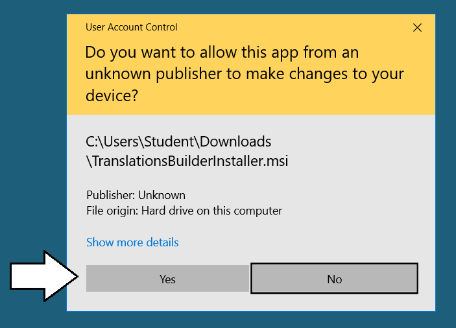 User Account Control
Do you want to allow this app from an
unknown publisher to make changes to your
device?
C:\Users\Student\Downloads
\TranslationsBuilderInstaller.msi
Publisher: Unknown
File origin: Hard drive on this computer
Show more details
Yes
No